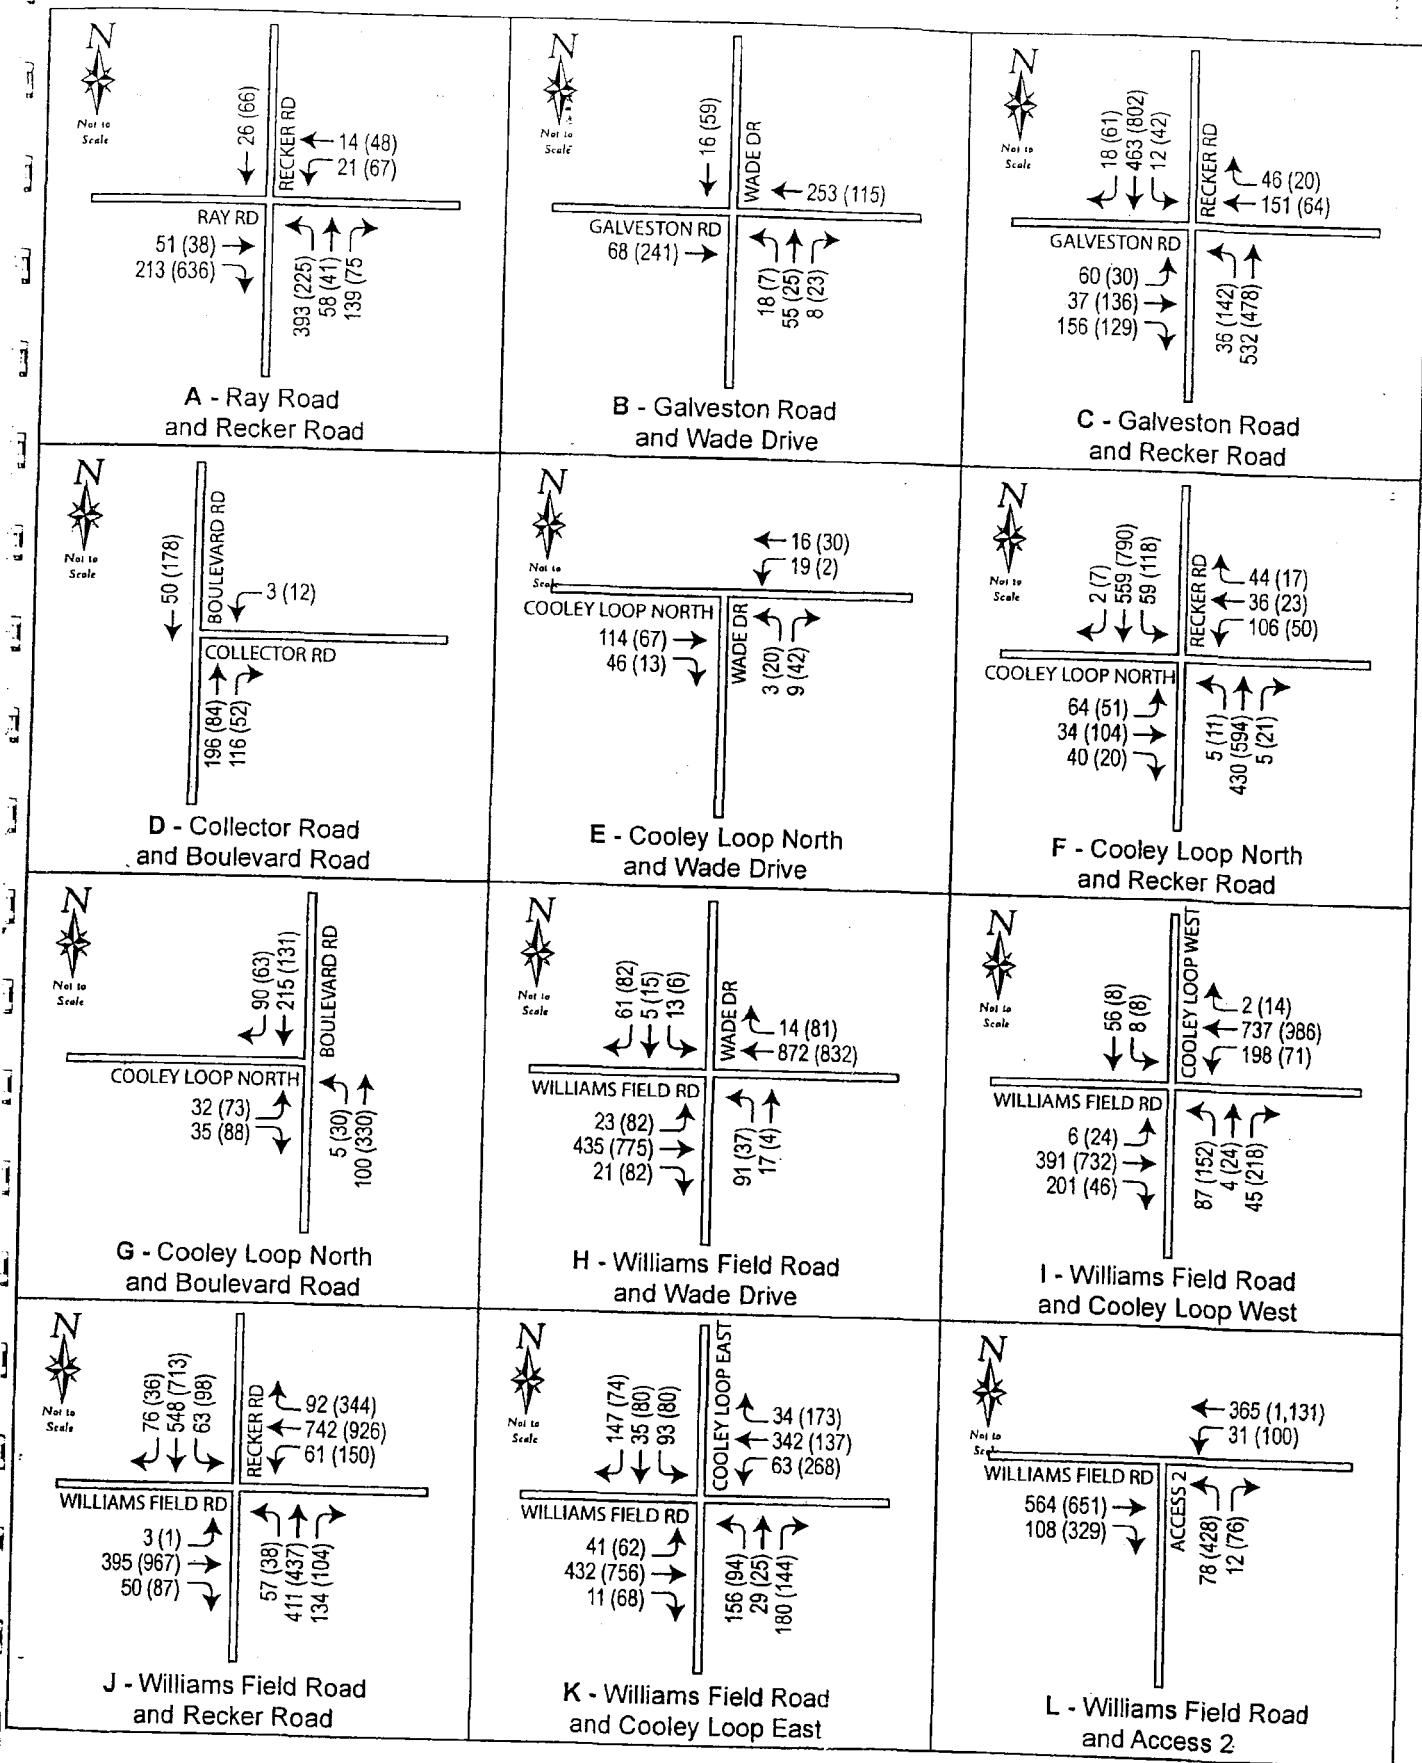 N
Not to
Scale
26 (66)
RECKER RD
14 (48)
21 (67)
RAY RD
51 (38)
213 (636)
393 (225)
58 (41)
139 (75
A - Ray Road
and Recker Road
N
Not to
Scale
16 (59)
WADE DR
253 (115)
GALVESTON RD
68 (241)
18 (7)
55 (25)
8 (23)
B - Galveston Road
and Wade Drive
N
Not to
Scale
18 (61)
463 (802)
12 (42)
RECKER RD
46 (20)
151 (64)
GALVESTON RD
60 (30)
37 (136)
156 (129)
36 (142)
532 (478)
C - Galveston Road
and Recker Road
N
Not to
Scale
50 (178)
BOULEVARD RD
3 (12)
COLLECTOR RD
196 (84)
116 (52)
D - Collector Road
and Boulevard Road
N
Not to
Scale
16 (30)
19 (2)
COOLEY LOOP NORTH
114 (67)
46 (13)
WADE DR
3 (20)
9 (42)
E - Cooley Loop North
and Wade Drive
N
Not to
Scale
2 (7)
559 (790)
59 (118)
RECKER RD
44 (17)
36 (23)
106 (50)
COOLEY LOOP NORTH
64 (51)
34 (104)
40 (20)
5 (11)
430 (594)
5 (21)
F - Cooley Loop North
and Recker Road
N
Not to
Scale
90 (63)
215 (131)
BOULEVARD RD
COOLEY LOOP NORTH
32 (73)
35 (88)
5 (30)
100 (330)
G - Cooley Loop North
and Boulevard Road
N
Not to
Scale
61 (82)
5 (15)
13 (6)
WADE DR
14 (81)
872 (832)
WILLIAMS FIELD RD
23 (82)
435 (775)
21 (82)
91 (37)
17 (4)
H - Williams Field Road
and Wade Drive
N
Not to
Scale
56 (8)
8 (8)
COOLEY LOOP WEST
2 (14)
737 (986)
198 (71)
WILLIAMS FIELD RD
6 (24)
391 (732)
201 (46)
87 (152)
4 (24)
45 (218)
I - Williams Field Road
and Cooley Loop West
N
Not to
Scale
76 (36)
548 (713)
63 (98)
RECKER RD
92 (344)
742 (926)
61 (150)
WILLIAMS FIELD RD
3 (1)
395 (967)
50 (87)
57 (38)
411 (437)
134 (104)
J - Williams Field Road
and Recker Road
N
Not to
Scale
147 (74)
35 (80)
93 (80)
COOLEY LOOP EAST
34 (173)
342 (137)
63 (268)
WILLIAMS FIELD RD
41 (62)
432 (756)
11 (68)
156 (94)
29 (25)
180 (144)
K - Williams Field Road
and Cooley Loop East
N
Not to
Scale
365 (1,131)
31 (100)
WILLIAMS FIELD RD
564 (651)
108 (329)
ACCESS 2
78 (428)
12 (76)
L - Williams Field Road
and Access 2